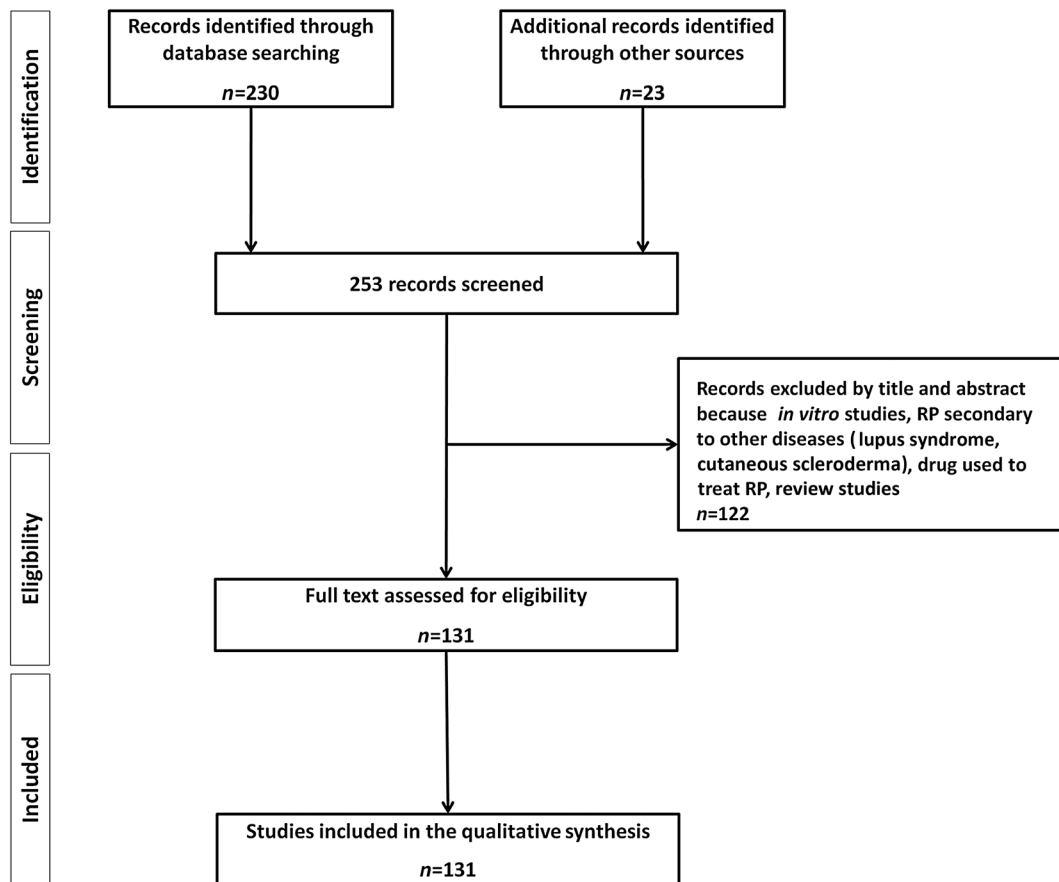 Identification
Records identified through
database searching
n=230
Additional records identified
through other sources
n=23
Screening
253 records screened
Records excluded by title and abstract
because in vitro studies, RP secondary
to other diseases (lupus syndrome,
cutaneous scleroderma), drug used to
treat RP, review studies
n=122
Eligibility
Full text assessed for eligibility
n=131
Included
Studies included in the qualitative synthesis
n=131